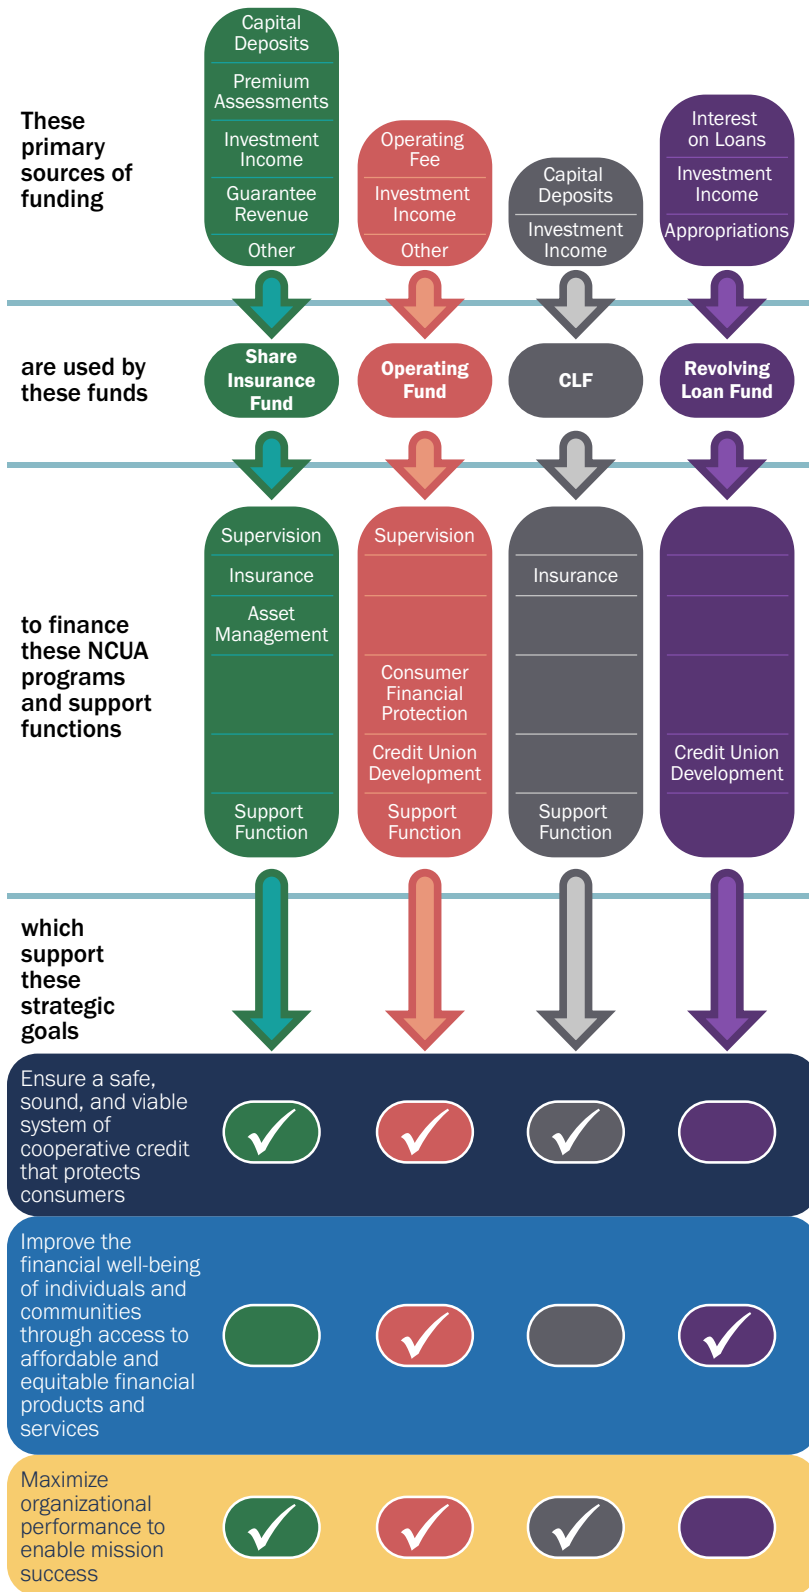 These
primary
sources of
funding
Capital
Deposits
Premium
Assessments
Investment
Income
Guarantee
Revenue
Other
Operating
Fee
Investment
Income
Other
Capital
Deposits
Investment
Income
Interest
on Loans
Investment
Income
Appropriations
are used by
these funds
Share
Insurance
Fund
Operating
Fund
CLF
Revolving
Loan Fund
to finance
these NCUA
programs
and support
functions
Supervision
Insurance
Asset
Management
Support
Function
Supervision
Consumer
Financial
Protection
Credit Union
Development
Support
Function
Insurance
Support
Function
Credit Union
Development
which
support
these
strategic
goals
Ensure a safe,
sound, and viable
system of
cooperative credit
that protects
consumers
Improve the
financial well-being
of individuals and
communities
through access to
affordable and
equitable financial
products and
services
Maximize
organizational
performance to
enable mission
success